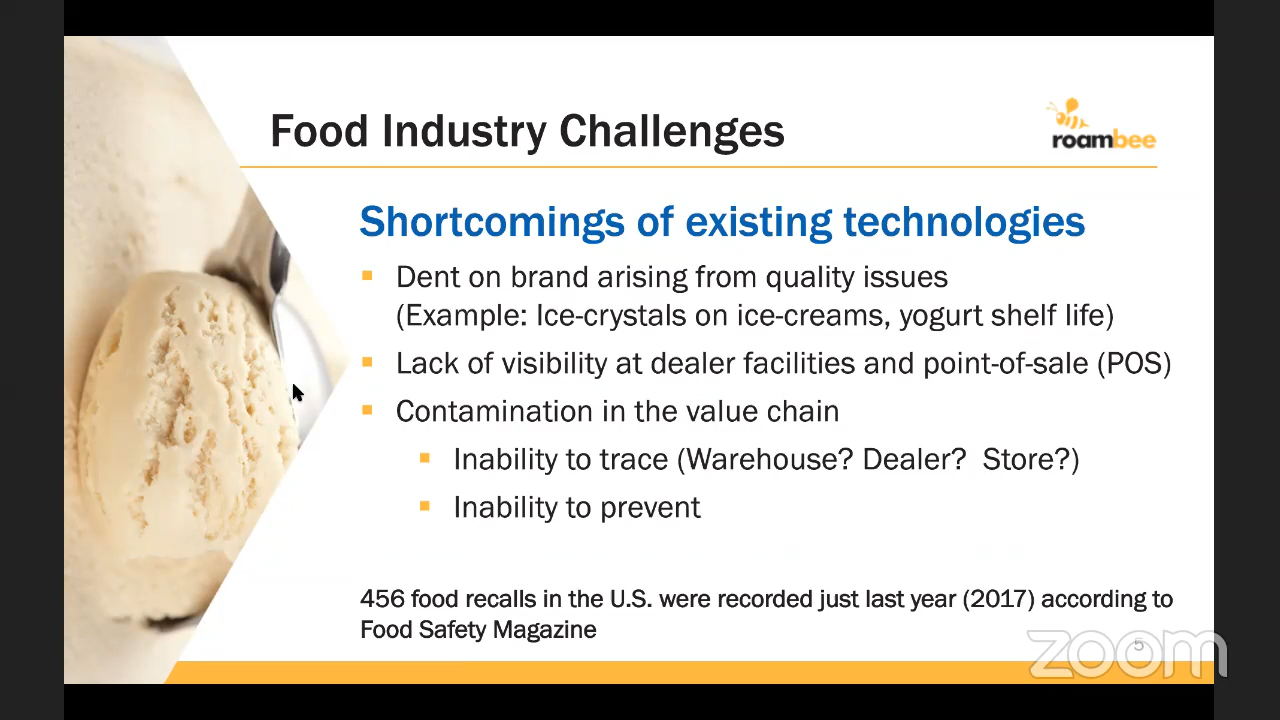 Food Industry Challenges
roambee
Shortcomings of existing technologies
Dent on brand arising from quality issues
(Example: Ice-crystals on ice-creams, yogurt shelf life)
Lack of visibility at dealer facilities and point-of-sale (POS)
Contamination in the value chain
Inability to trace (Warehouse? Dealer?  Store?)
Inability to prevent
456 food recalls in the U.S. were recorded just last year (2017) according to
Food Safety Magazine
5
zoom